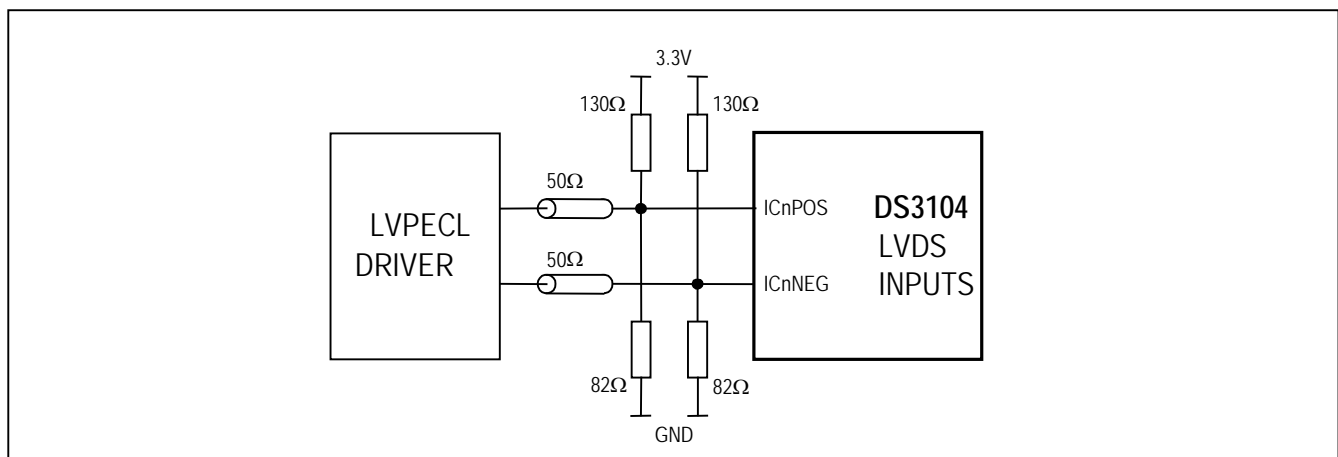 3.3V
130Ω 130Ω
50Ω
ICnPOS
DS3104
LVPECL
DRIVER
LVDS
INPUTS
50Ω
ICnNEG
82Ω 82Ω
GND